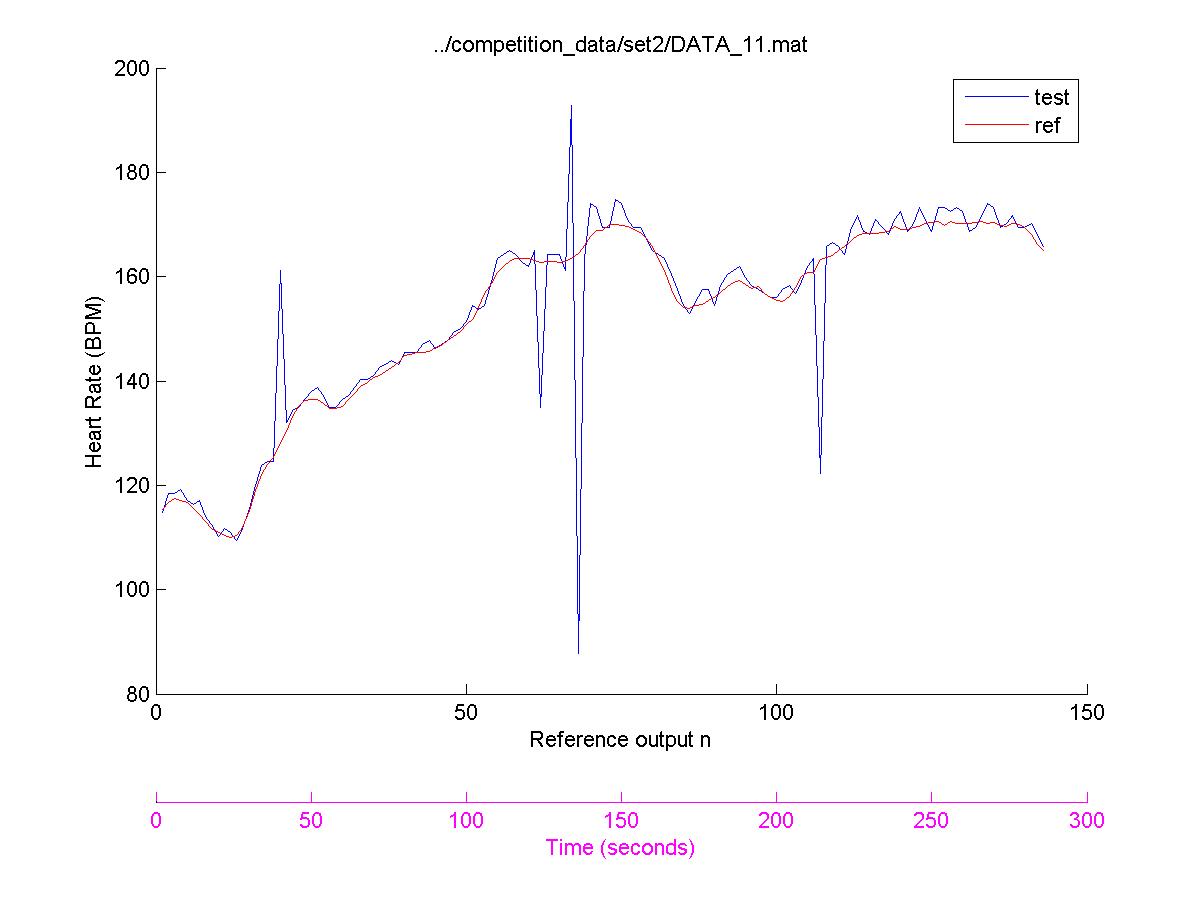 ../competition_data/set2/DATA_11.mat
200
test
ref
180
160
140
120
100
80
Heart Rate (BPM)
0 50 100 150
Reference output n
0 50 100 150 200 250 300
Time (seconds)